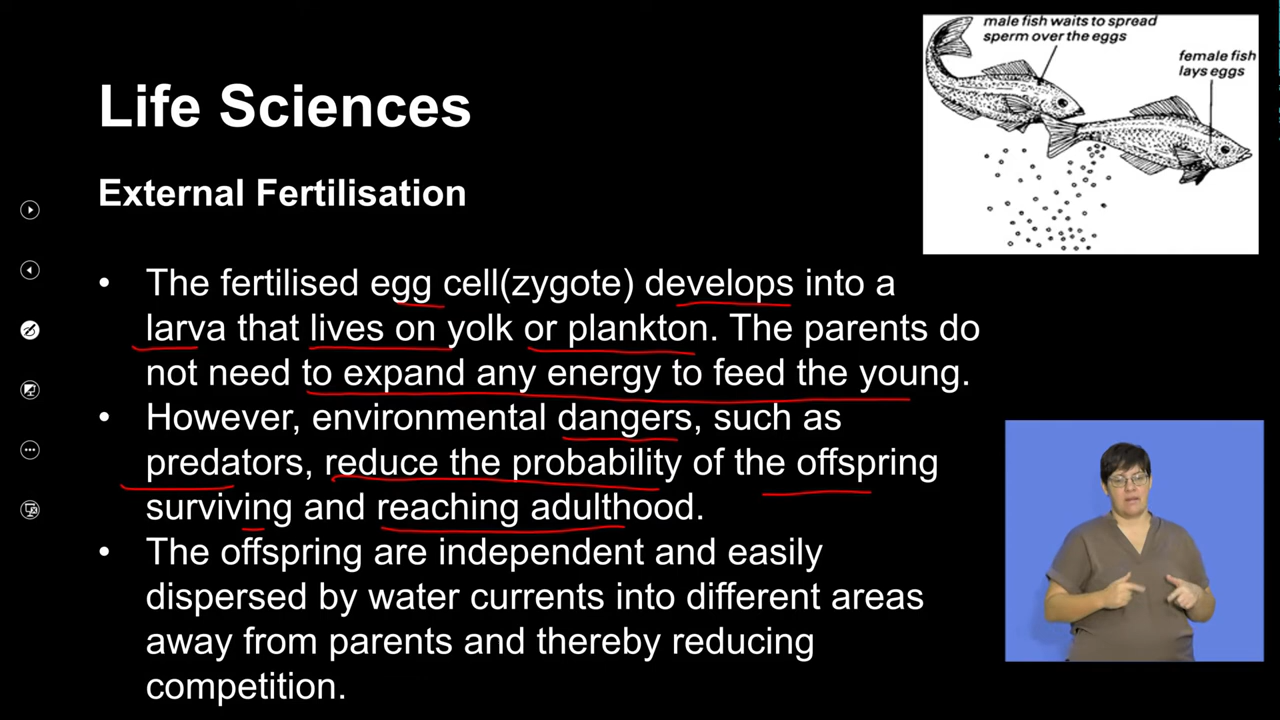 male fish waits to spread
sperm over the eggs
female fish
lays eggs
Life Sciences
External Fertilisation
• The fertilised egg cell(zygote) develops into a
larva that lives on yolk or plankton. The parents do
not need to expand any energy to feed the young.
• However, environmental dangers, such as
predators, reduce the probability of the offspring
surviving and reaching adulthood.
• The offspring are independent and easily
dispersed by water currents into different areas
away from parents and thereby reducing
competition.